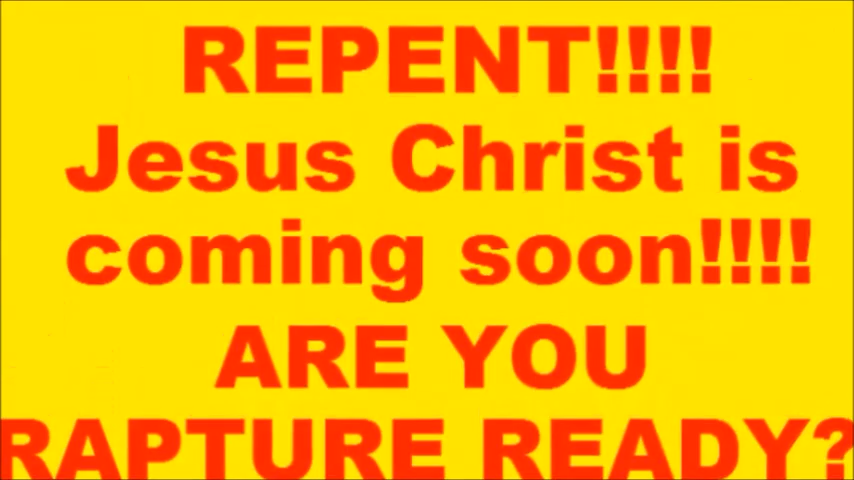 REPENT!!!!
Jesus Christ is
coming soon!!!!
ARE YOU
RAPTURE READY?